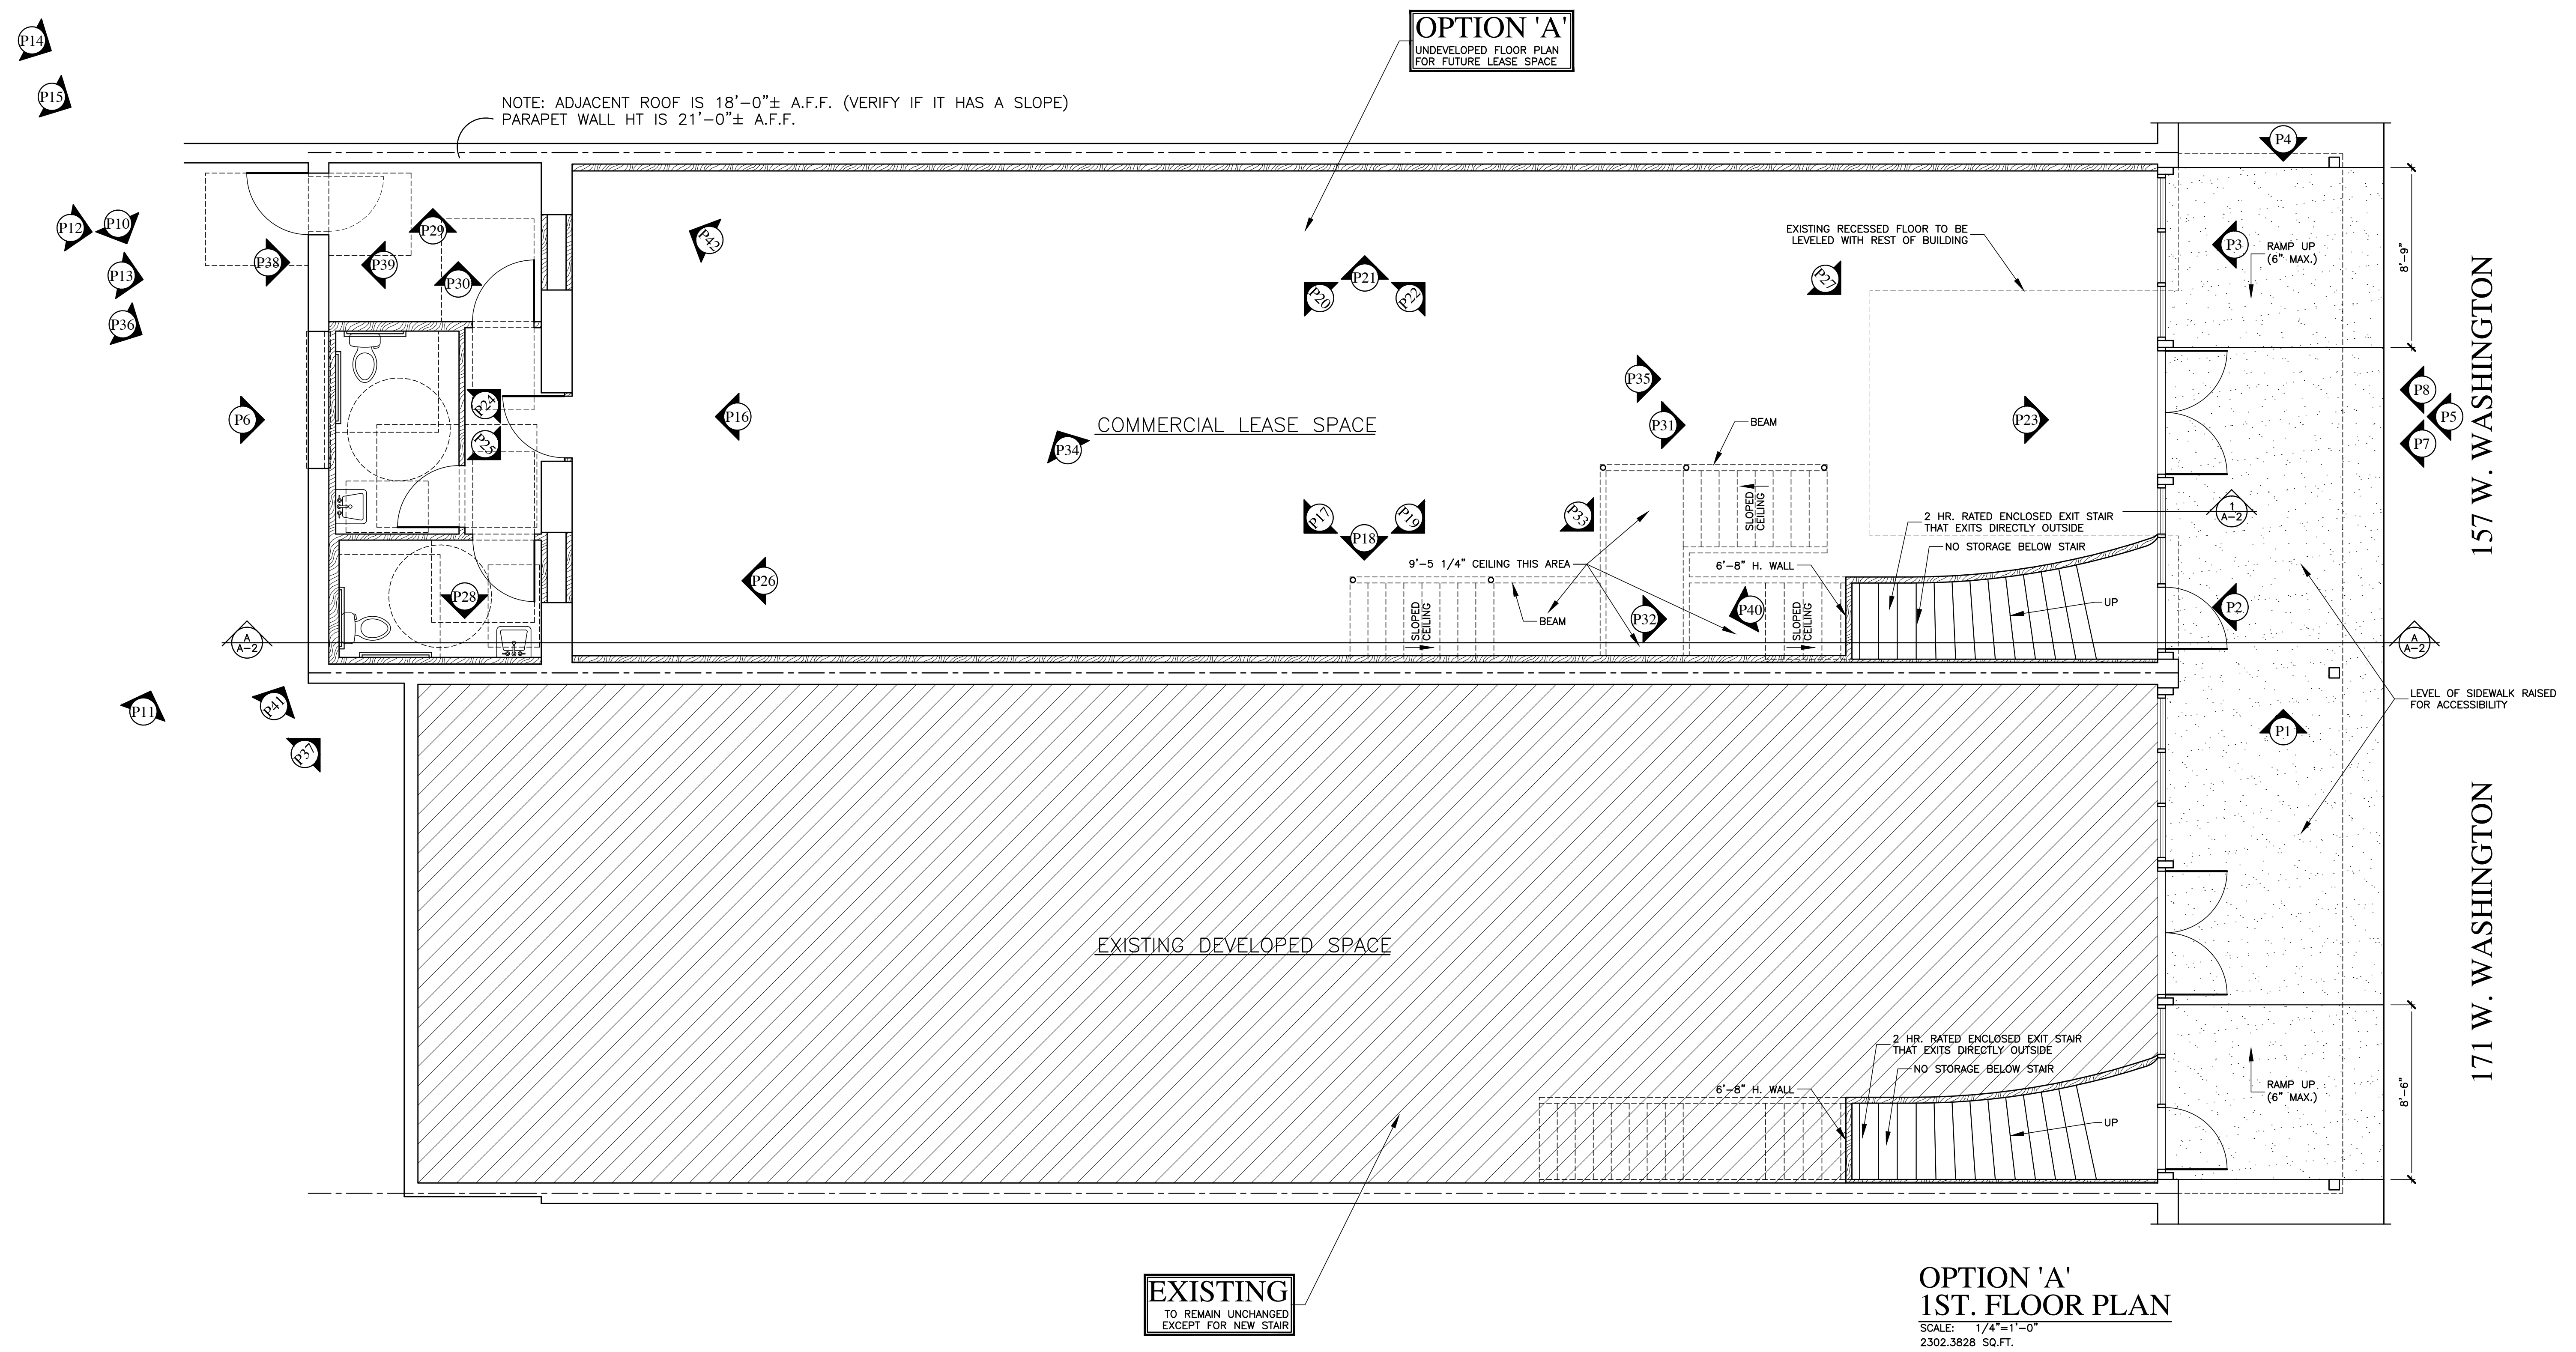 OPTION 'A'
UNDEVELOPED FLOOR PLAN
FOR FUTURE LEASE SPACE
P14
P15
NOTE: ADJACENT ROOF IS 18'-0"± A.F.F. (VERIFY IF IT HAS A SLOPE)
PARAPET WALL HT IS 21'-0"± A.F.F.
P4
P12
P10
P29
P42
P38
P39
P13
P30
P36
P20
P21
P22
EXISTING RECESSED FLOOR TO BE
LEVELED WITH REST OF BUILDING
P27
P3
RAMP UP
(6" MAX.)
8'-9"
157 W. WASHINGTON
P6
P24
P25
P16
COMMERCIAL LEASE SPACE
P34
P35
P31
BEAM
P23
P8
P5
P7
SLOPED
CEILING
P17
P18
P19
P33
2 HR. RATED ENCLOSED EXIT STAIR
THAT EXITS DIRECTLY OUTSIDE
NO STORAGE BELOW STAIR
1
A-2
9'-5 1/4" CEILING THIS AREA
6'-8" H. WALL
P26
P28
SLOPED
CEILING
BEAM
P32
P40
SLOPED
CEILING
UP
P2
A
A-2
A
A-2
P11
P41
P37
P1
LEVEL OF SIDEWALK RAISED
FOR ACCESSIBILITY
171 W. WASHINGTON
EXISTING DEVELOPED SPACE
2 HR. RATED ENCLOSED EXIT STAIR
THAT EXITS DIRECTLY OUTSIDE
NO STORAGE BELOW STAIR
6'-8" H. WALL
UP
RAMP UP
(6" MAX.)
8'-6"
EXISTING
TO REMAIN UNCHANGED
EXCEPT FOR NEW STAIR
OPTION 'A'
1ST. FLOOR PLAN
SCALE: 1/4"=1'-0"
2302.3828 SQ.FT.